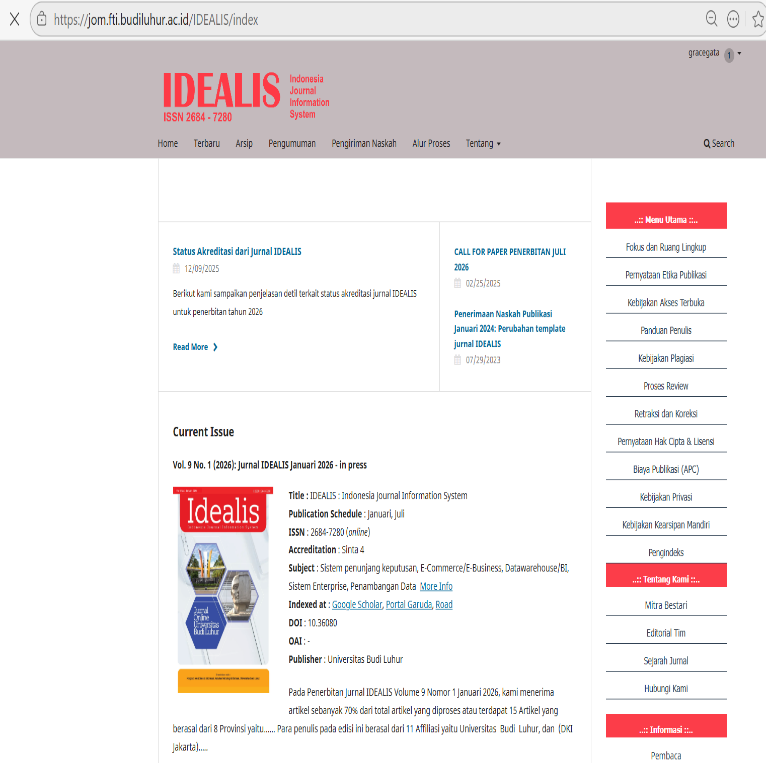 https://jom.fti.budiluhur.ac.id/IDEALIS/index
gracegata 1
IDEALIS
Indonesia
Journal
Information
System
ISSN 2684 - 7280
Home Terbaru Arsip Pengumuman Pengiriman Naskah Alur Proses Tentang
Search
Status Akreditasi dari Jurnal IDEALIS
12/09/2025
Berikut kami sampaikan penjelasan detil terkait status akreditasi jurnal IDEALIS
untuk penerbitan tahun 2026
Read More
CALL FOR PAPER PENERBITAN JULI
2026
02/25/2025
Penerimaan Naskah Publikasi
Januari 2024: Perubahan template
jurnal IDEALIS
07/29/2023
Current Issue
Vol. 9 No. 1 (2026): Jurnal IDEALIS Januari 2026 - in press
Idealis
Jurnal
Online
Universitas
Budi Luhur
Title : IDEALIS : Indonesia Journal Information System
Publication Schedule : Januari, Juli
ISSN : 2684-7280 (online)
Accreditation : Sinta 4
Subject : Sistem penunjang keputusan, E-Commerce/E-Business, Datawarehouse/BI,
Sistem Enterprise, Penambangan Data More Info
Indexed at : Google Scholar, Portal Garuda, Road
DOI : 10.36080
OAI : -
Publisher : Universitas Budi Luhur
Pada Penerbitan Jurnal IDEALIS Volume 9 Nomor 1 Januari 2026, kami menerima
artikel sebanyak 70% dari total artikel yang diproses atau terdapat 15 Artikel yang
berasal dari 8 Provinsi yaitu...... Para penulis pada edisi ini berasal dari 11 Affiliasi yaitu Universitas Budi Luhur, dan (DKI
Jakarta).....
..:: Menu Utama ::..
Fokus dan Ruang Lingkup
Pernyataan Etika Publikasi
Kebijakan Akses Terbuka
Panduan Penulis
Kebijakan Plagiasi
Proses Review
Retraksi dan Koreksi
Pernyataan Hak Cipta & Lisensi
Biaya Publikasi (APC)
Kebijakan Privasi
Kebijakan Kearsipan Mandiri
Pengindeks
..:: Tentang Kami ::..
Mitra Bestari
Editorial Tim
Sejarah Jurnal
Hubungi Kami
..:: Informasi ::..
Pembaca